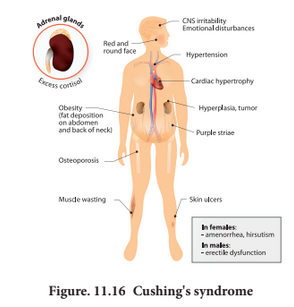 Adrenal glands
Excess cortisol
CNS irritability
Emotional disturbances
Red and
round face
Hypertension
Cardiac hypertrophy
Obesity
(fat deposition
on abdomen
and back of neck)
Hyperplasia, tumor
Purple striae
Osteoporosis
Muscle wasting
Skin ulcers
In females:
- amenorrhea, hirsutism
In males:
- erectile dysfunction
Figure. 11.16 Cushing's syndrome